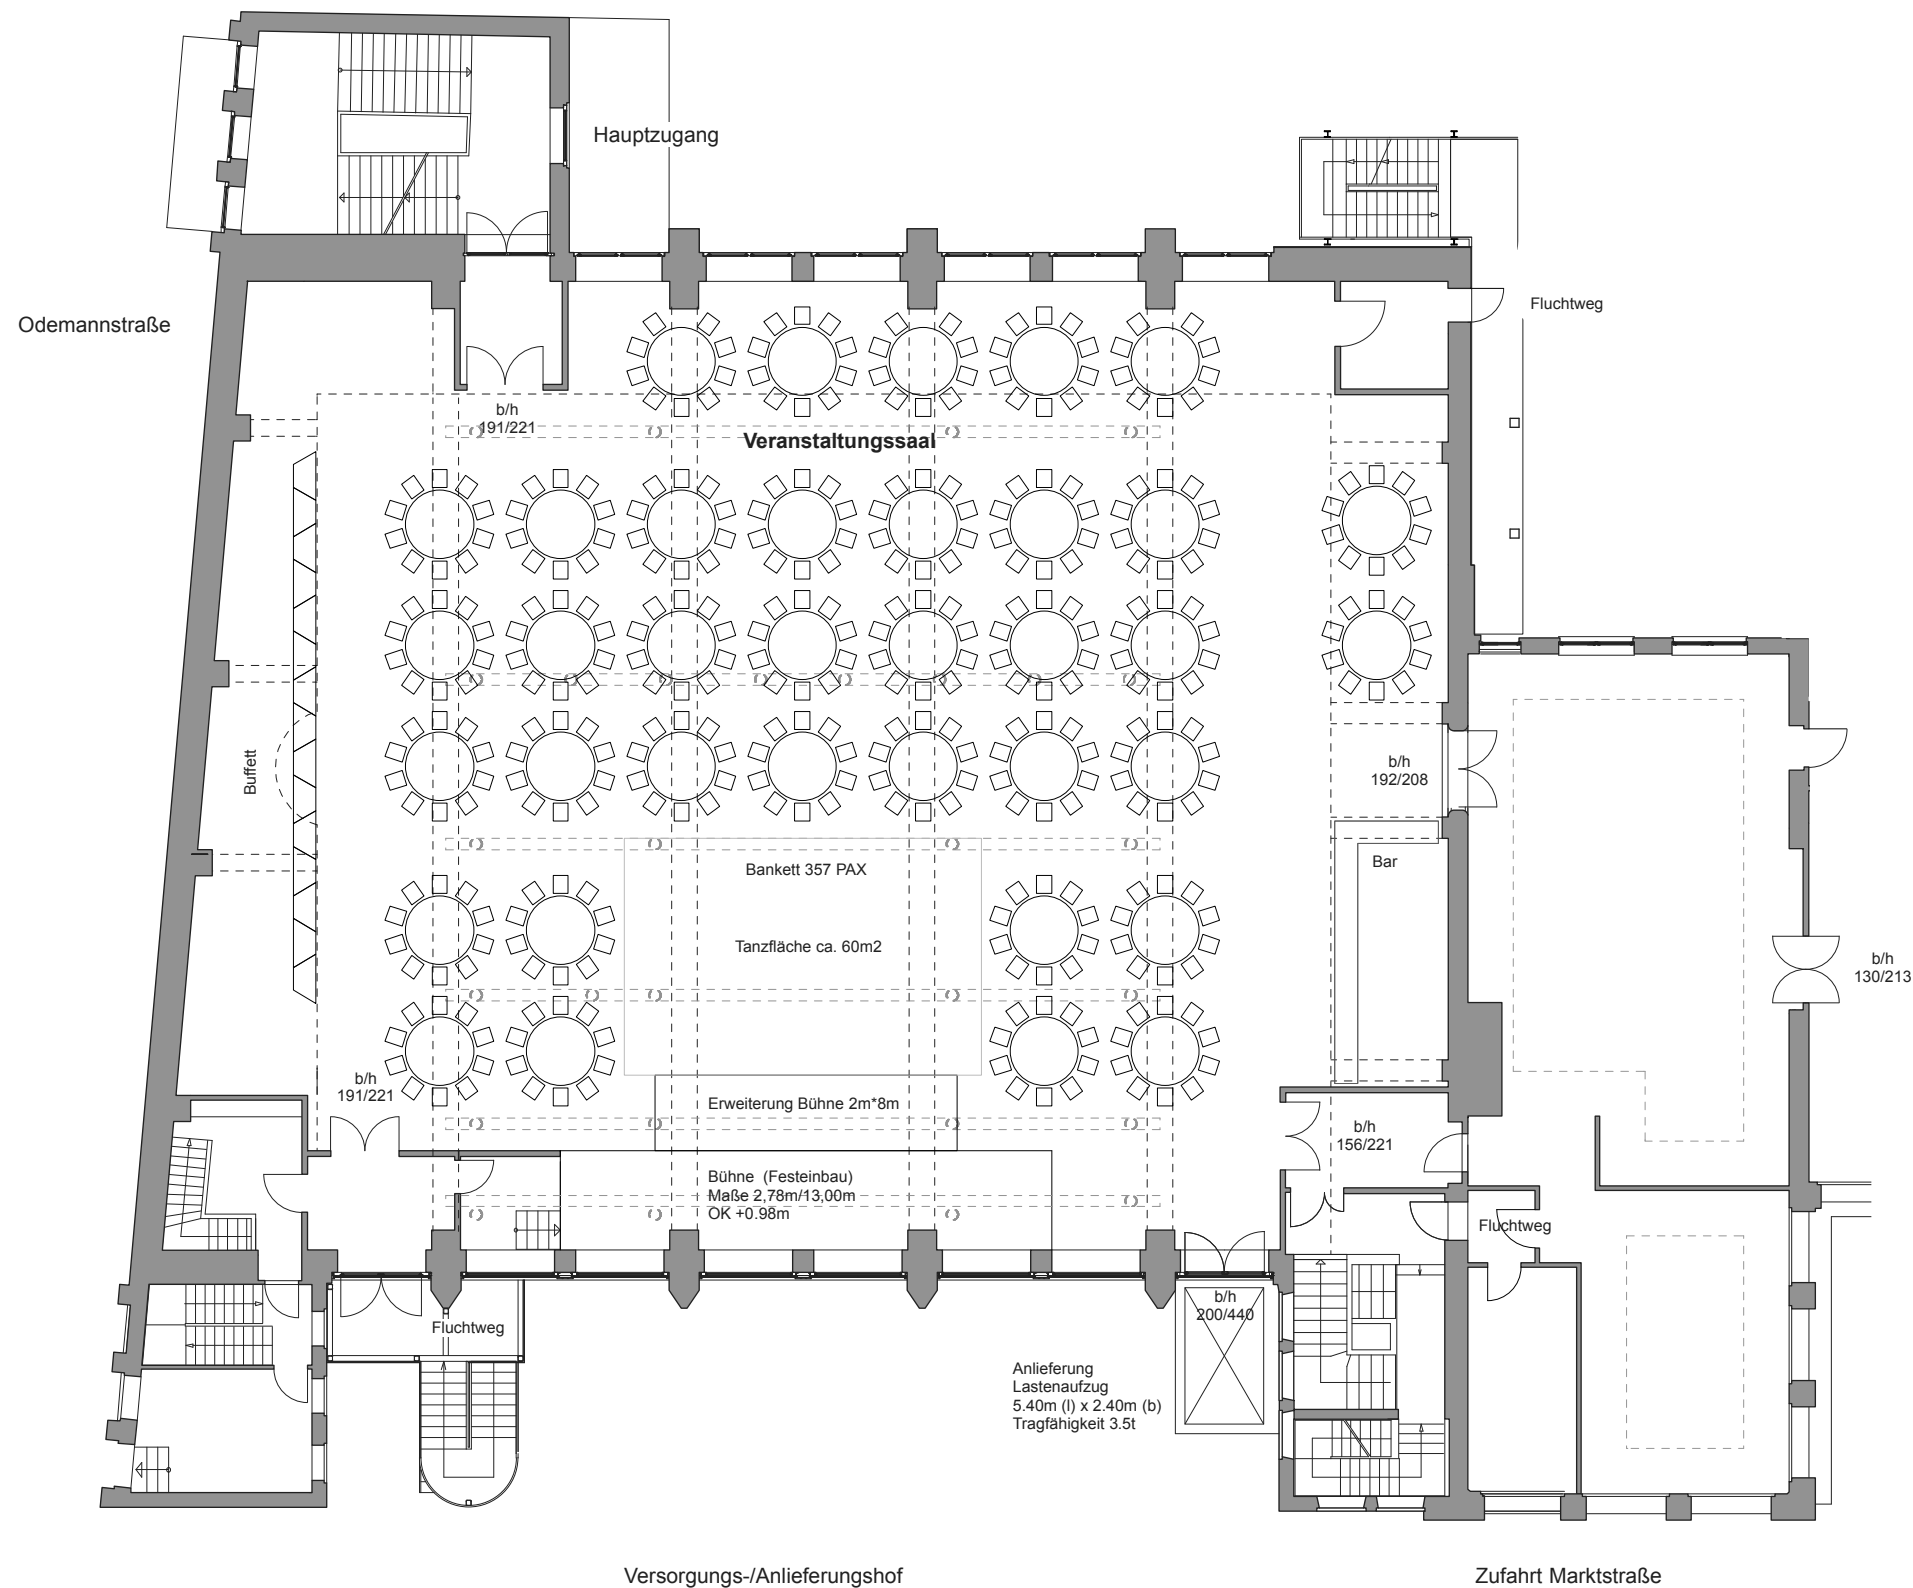 Hauptzugang
Odemannstraße
Fluchtweg
b/h
191/221
Veranstaltungssaal
Buffett
b/h
192/208
Bankett 357 PAX
Bar
Tanzfläche ca. 60m2
b/h
130/213
b/h
191/221
Erweiterung Bühne 2m*8m
b/h
156/221
Bühne (Festeinbau)
Maße 2,78m/13,00m
OK +0.98m
Fluchtweg
b/h
200/440
Fluchtweg
Anlieferung
Lastenaufzug
5.40m (l) x 2.40m (b)
Tragfähigkeit 3.5t
Versorgungs-/Anlieferungshof
Zufahrt Marktstraße